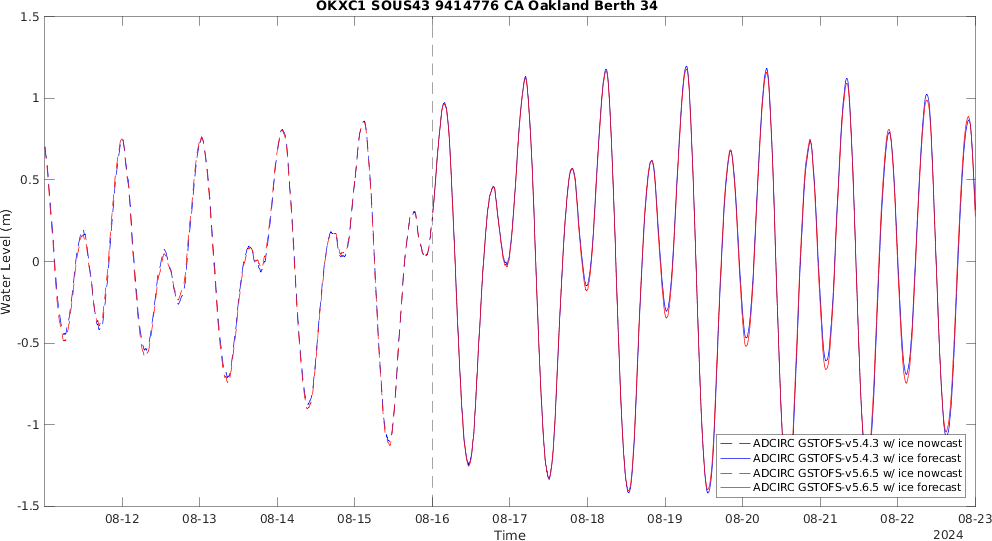 OKXC1 SOUS43 9414776 CA Oakland Berth 34
1.5
1
0.5
0
-0.5
-1
-1.5
Water Level (m)
ADCIRC GSTOFS-v5.4.3 w/ ice nowcast
ADCIRC GSTOFS-v5.4.3 w/ ice forecast
ADCIRC GSTOFS-v5.6.5 w/ ice nowcast
ADCIRC GSTOFS-v5.6.5 w/ ice forecast
08-12 08-13 08-14 08-15 08-16 08-17 08-18 08-19 08-20 08-21 08-22 08-23
Time
2024